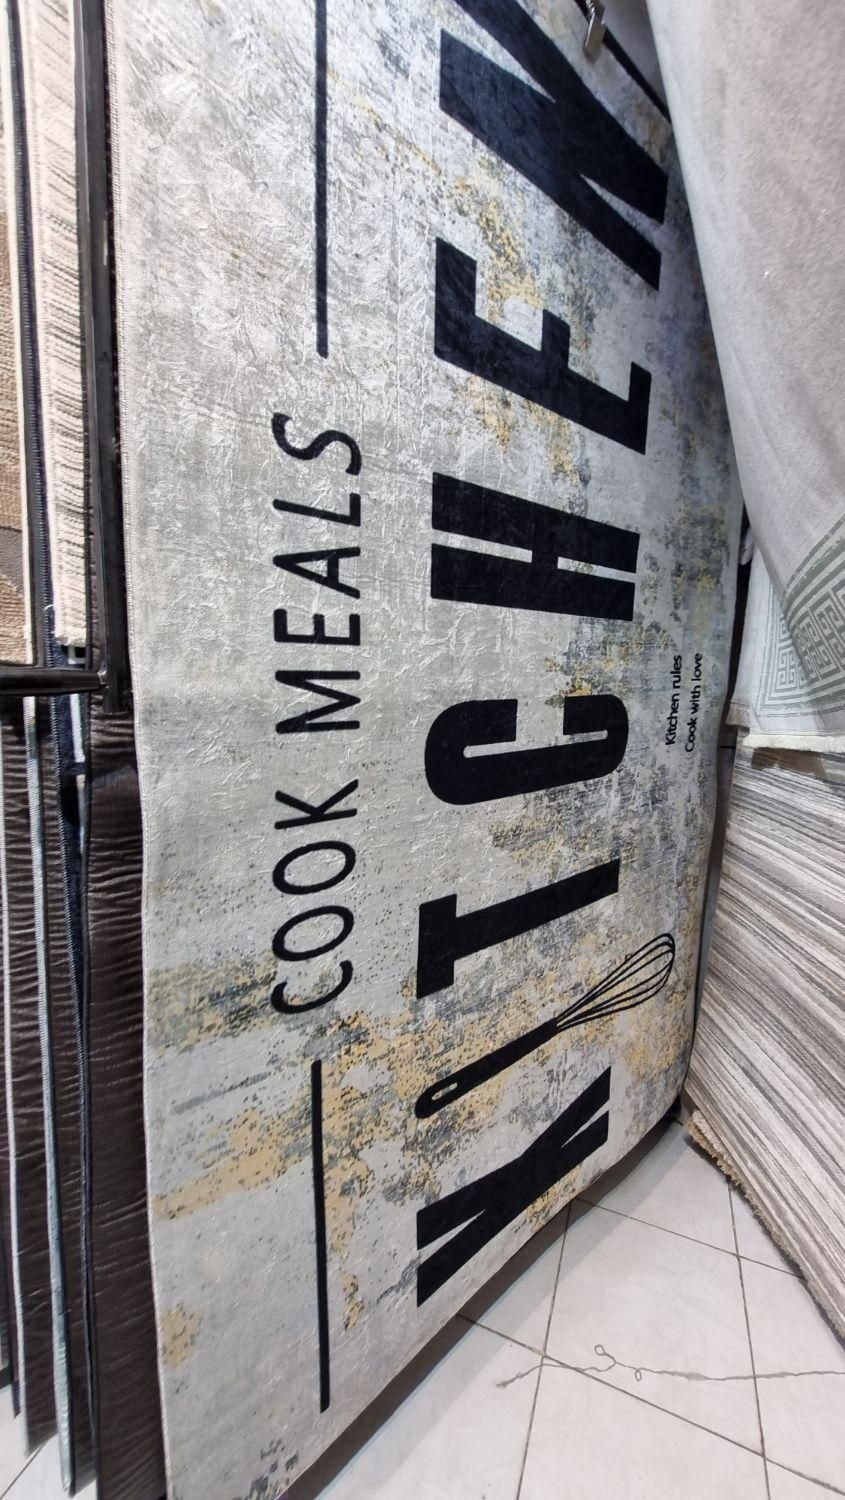 COOK MEALS
KITCHEN
Kitchen rules
Cook with love